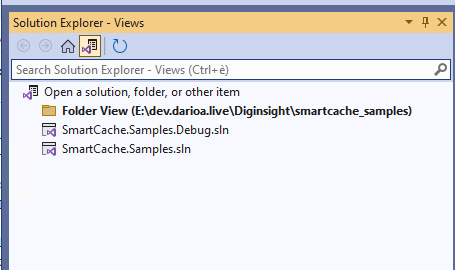 Solution Explorer - Views
Search Solution Explorer - Views (Ctrl+è)
Open a solution, folder, or other item
Folder View (E:\dev.darioa.live\Diginsight\smartcache_samples)
SmartCache.Samples.Debug.sln
SmartCache.Samples.sln